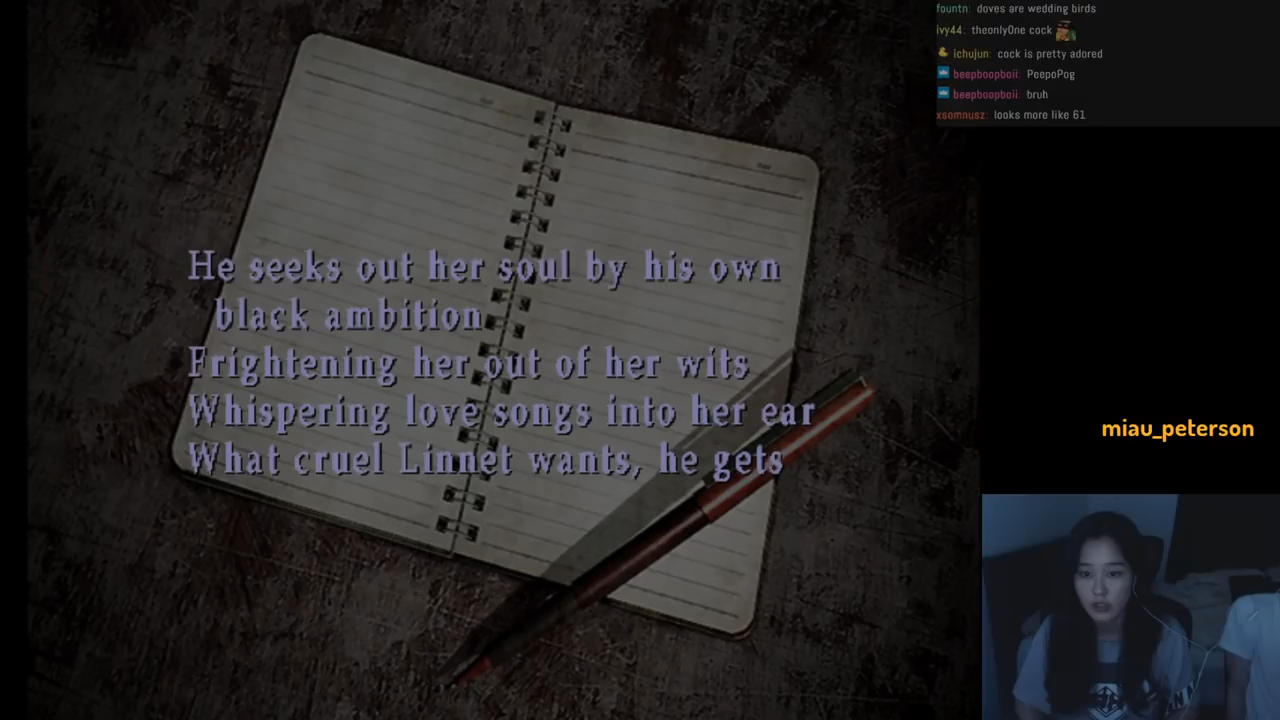 fountn: doves are wedding birds
ivy44: theonly0ne cock
ichujun: cock is pretty adored
beepboopboii: PeepoPog
beepboopboii: bruh
xsomnusz: looks more like 61
He seeks out her soul by his own
black ambition
Frightening her out of her wits
Whispering love songs into her ear
What cruel Linnet wants, he gets
miau_peterson